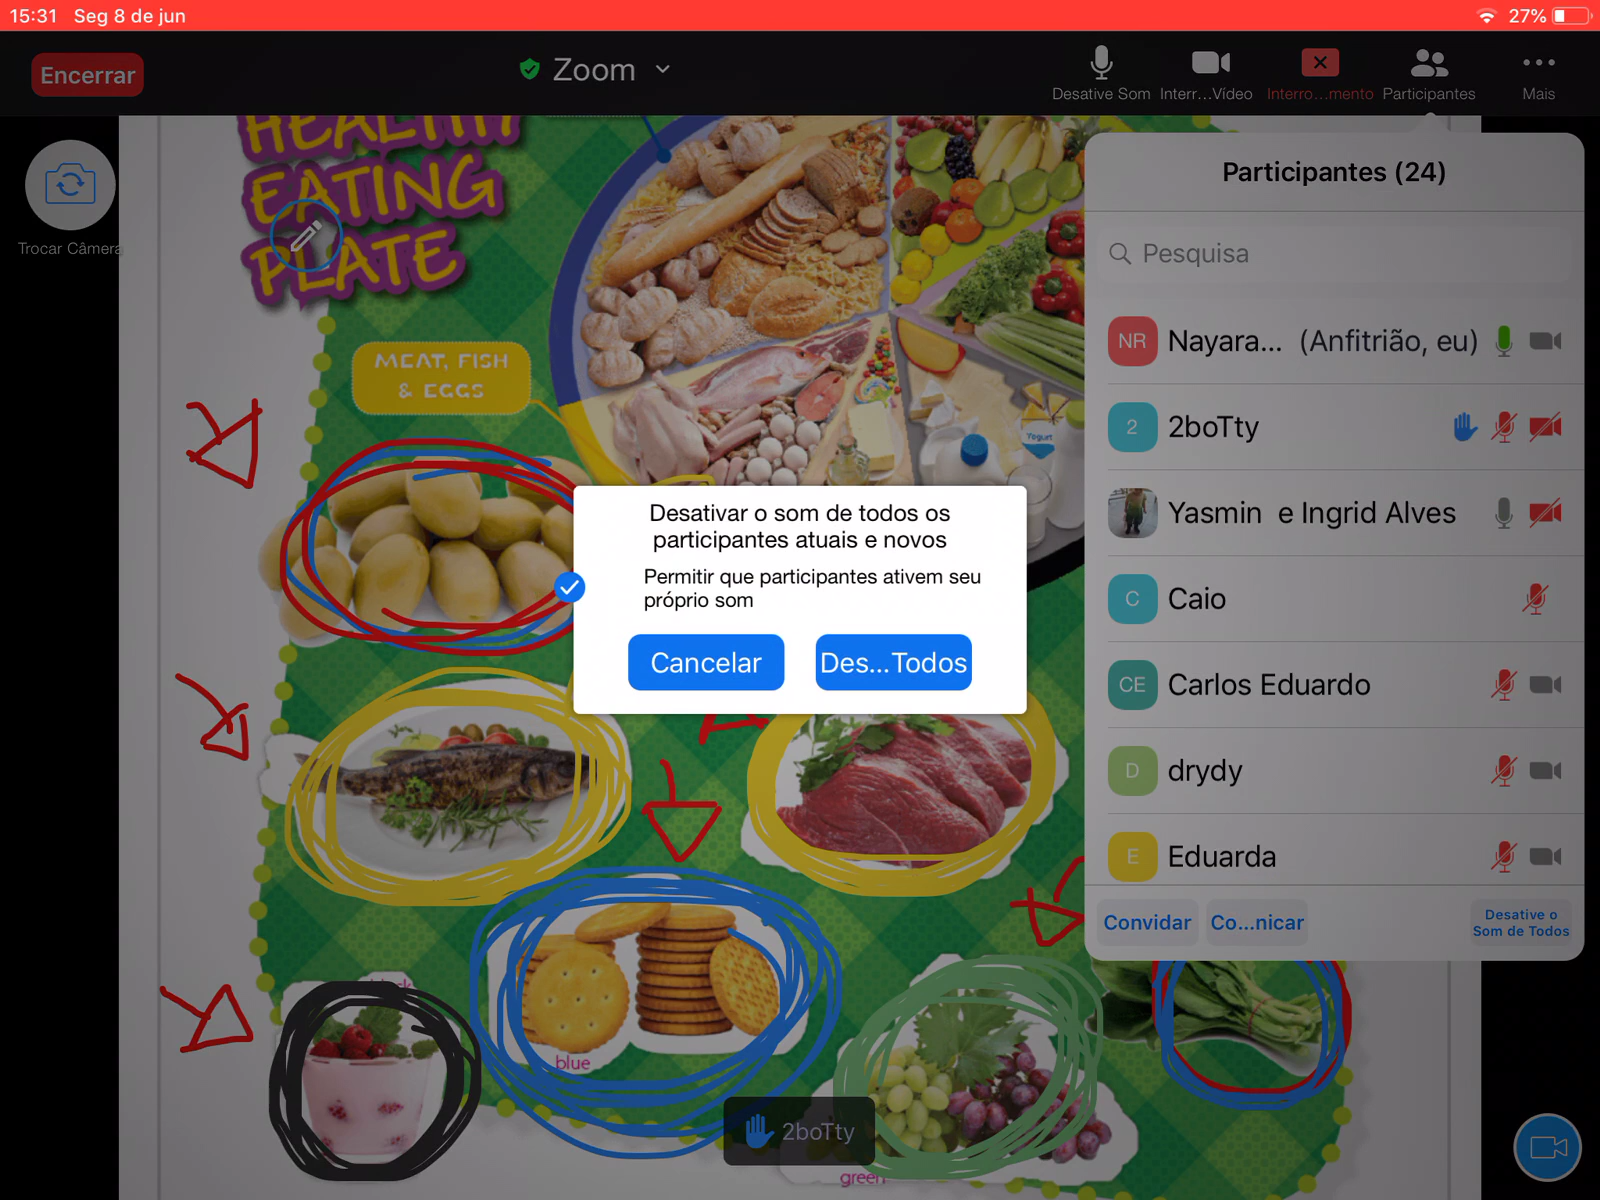 15:31 Seg 8 de jun
27%
Encerrar
Zoom
Desative Som
Interr...Vídeo
Interro...mento
Participantes
Mais
Trocar Câmera
HEALTHY
EATING
PLATE
MEAT, FISH
& EGGS
Yogurt
blue
green
Participantes (24)
Pesquisa
NR Nayara... (Anfitrião, eu)
2 2boTty
Yasmin e Ingrid Alves
C Caio
CE Carlos Eduardo
D drydy
E Eduarda
Convidar
Co...nicar
Desative o
Som de Todos
Desativar o som de todos os
participantes atuais e novos
Permitir que participantes ativem seu
próprio som
Cancelar
Des...Todos
2boTty